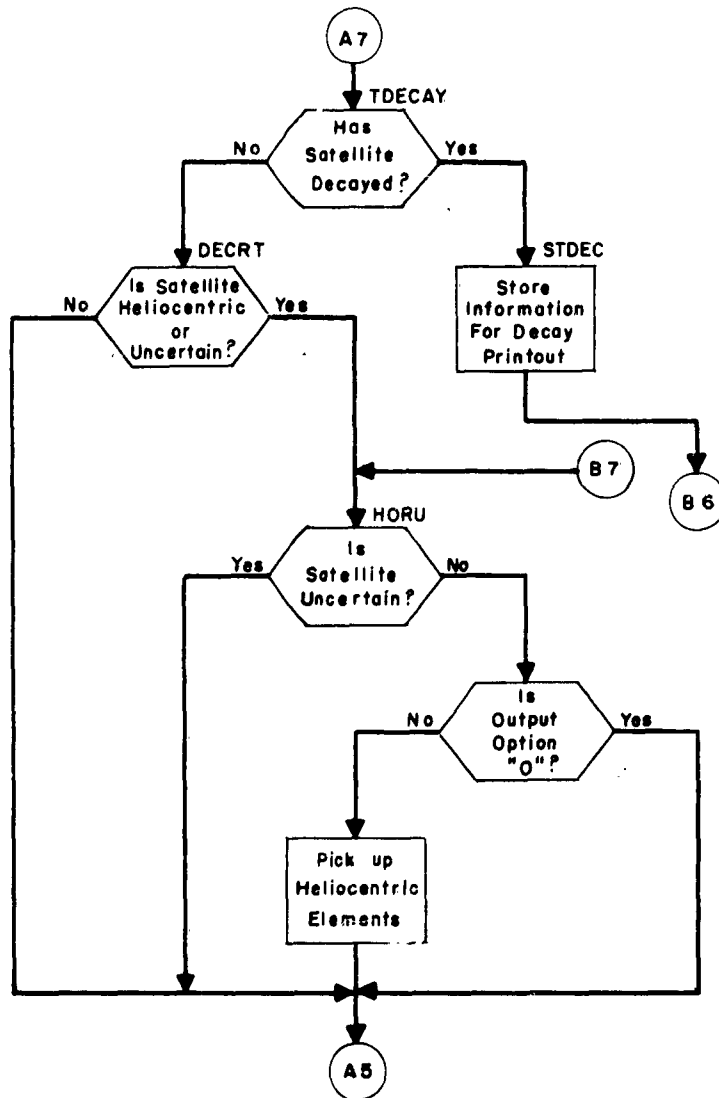 A7
TDECAY
Has
Satellite
Decayed?
No
Yes
DECRT
STDEC
Is Satellite
Heliocentric
or
Uncertain?
No
Yes
Store
Information
For Decay
Printout
B7
B6
HORU
Is
Satellite
Uncertain?
Yes
No
Is
Output
Option
"O"?
No
Yes
Pick up
Heliocentric
Elements
A5